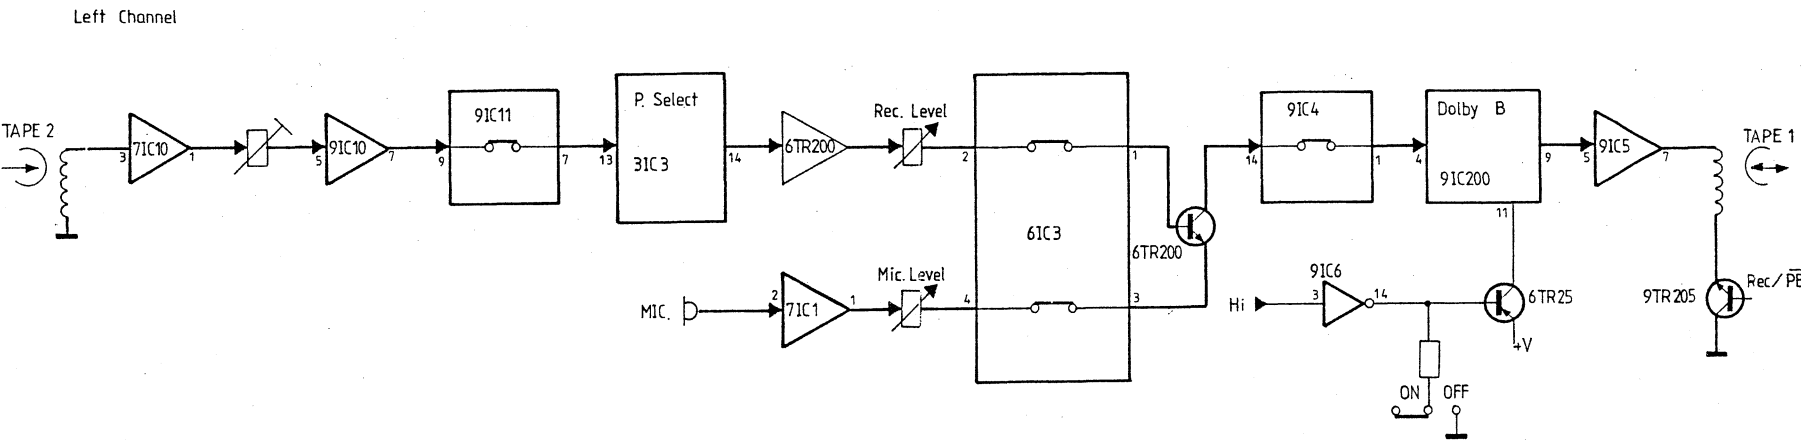 Left Channel
TAPE 2
3
7IC10
1
5
9IC10
7
9
9IC11
7
13
P. Select
3IC3
14
6TR200
Rec. Level
2
1
6IC3
MIC.
2
7IC1
1
Mic. Level
4
3
6TR200
14
9IC4
1
4
Dolby B
9IC200
9
11
5
9IC5
7
TAPE 1
Hi
3
9IC6
14
6TR25
+V
ON OFF
9TR205
Rec/PB